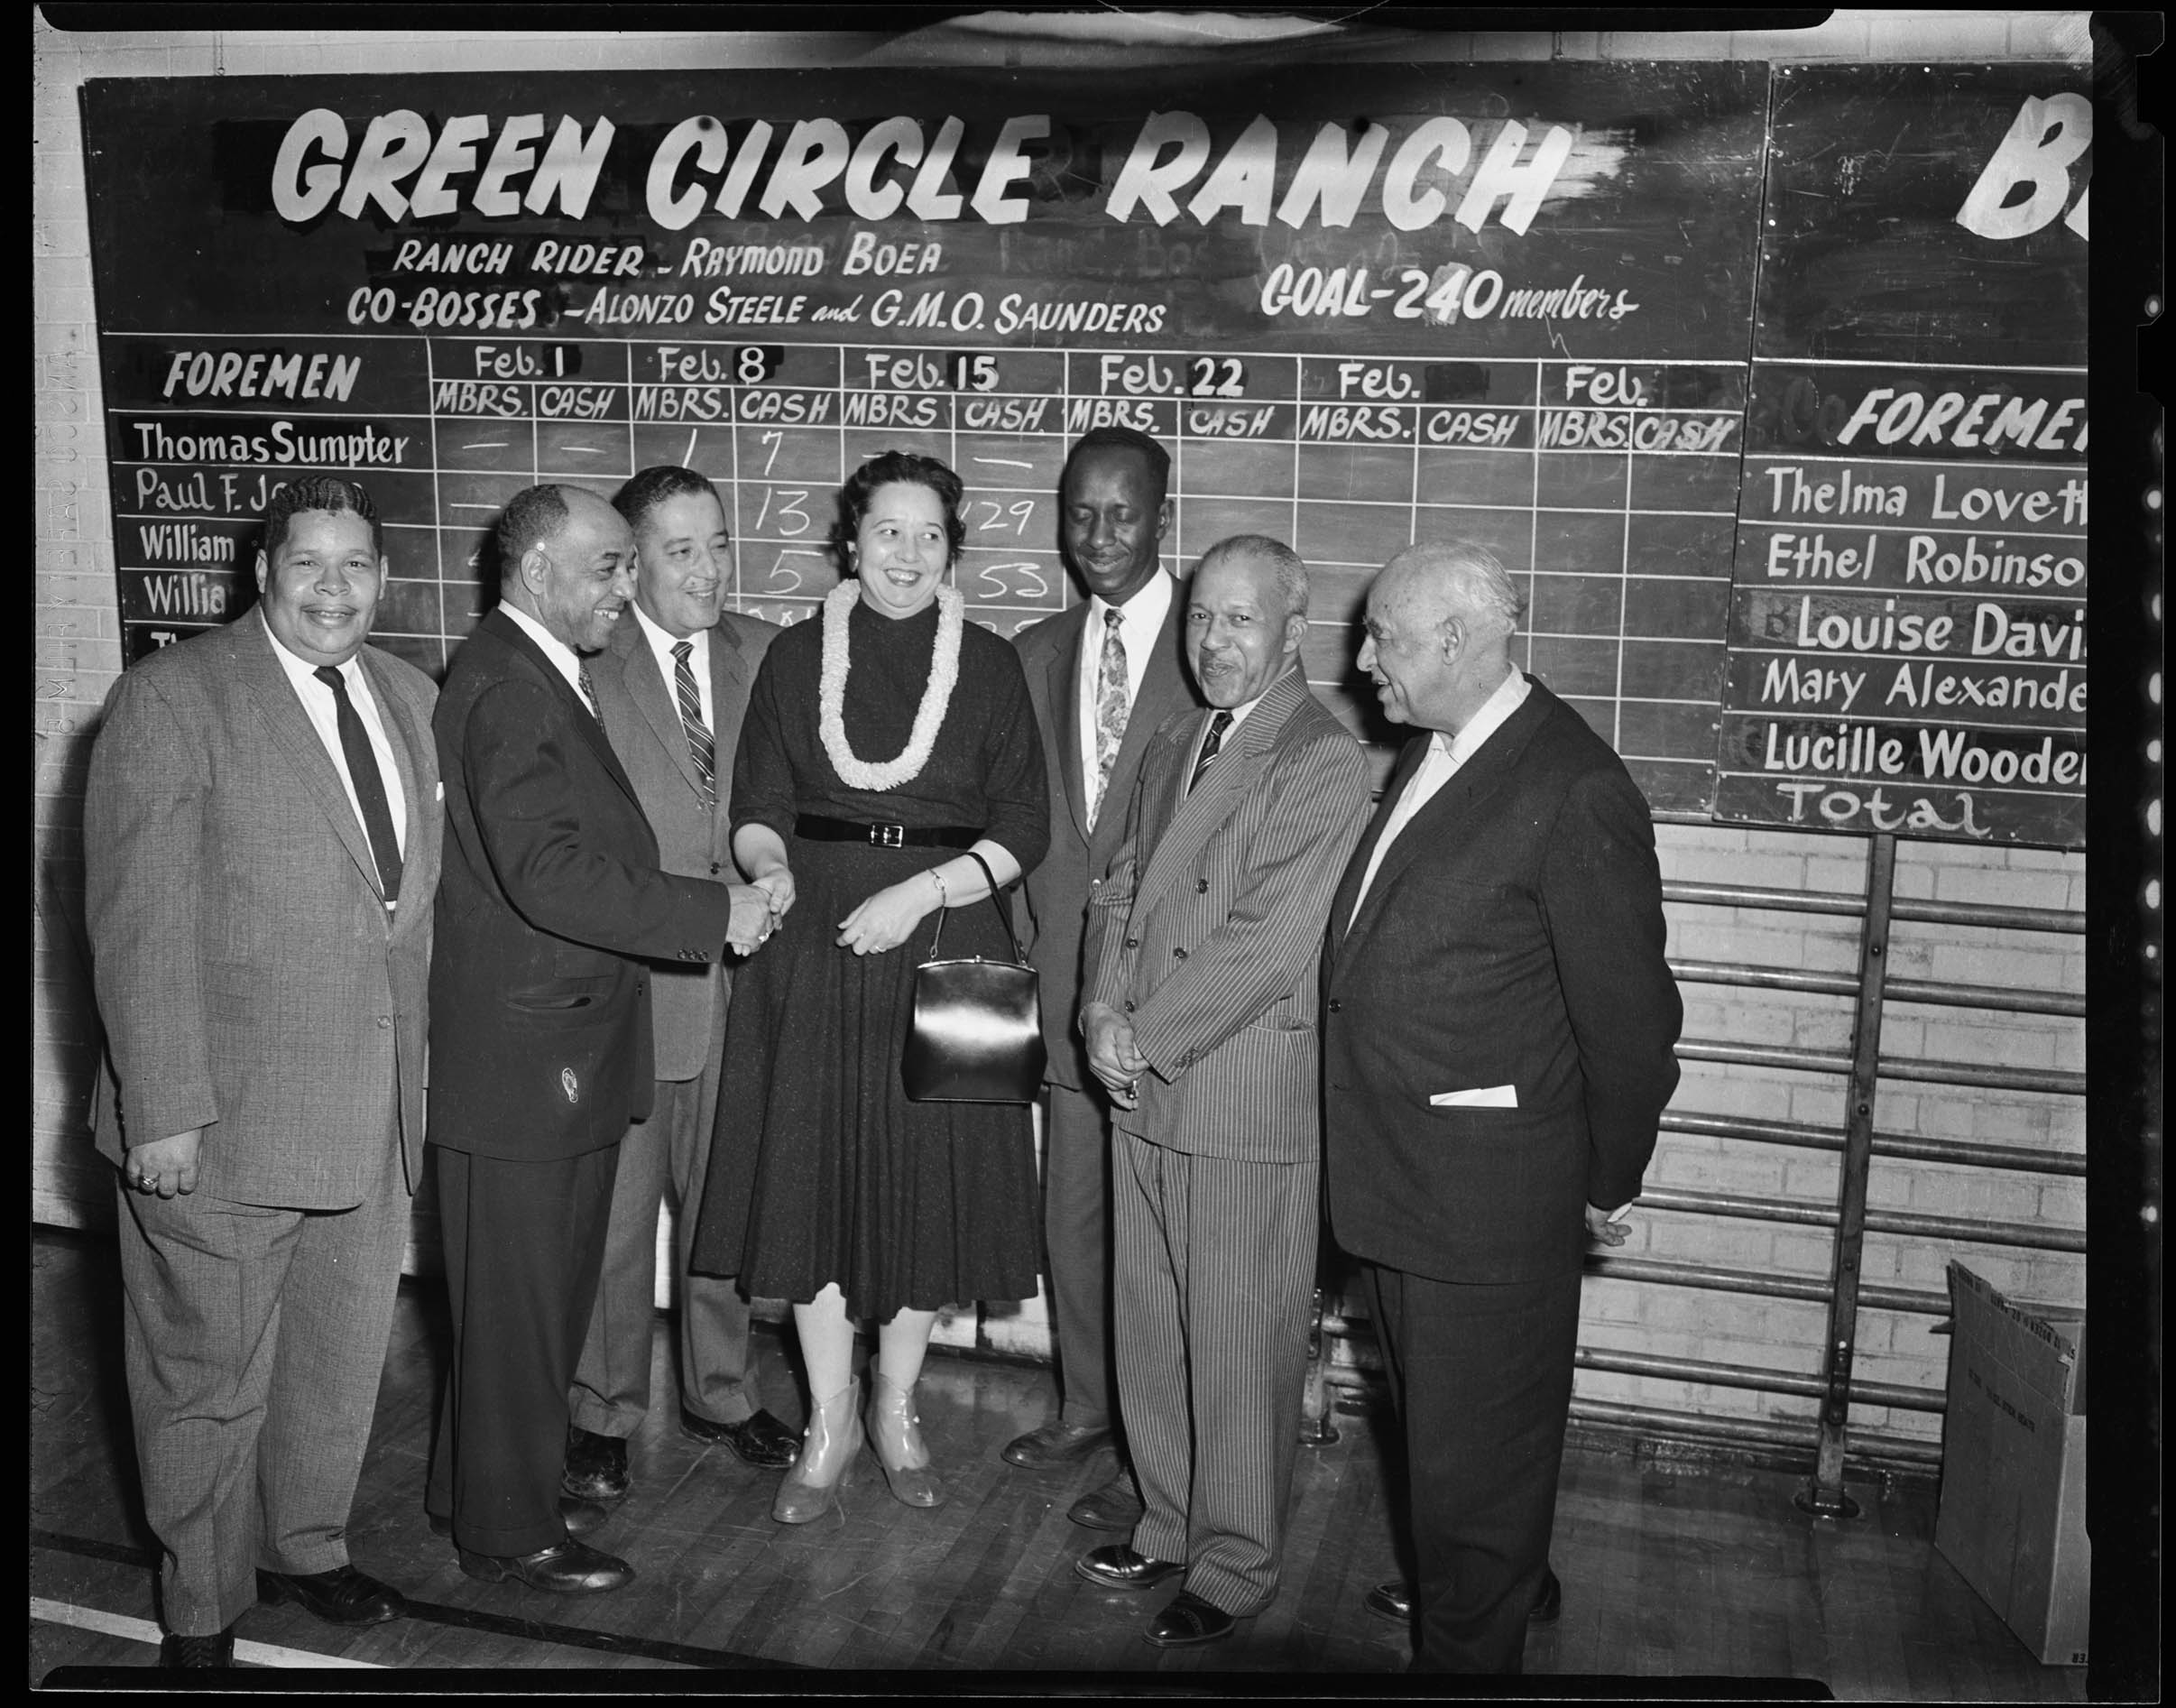 GREEN CIRCLE RANCH
RANCH RIDER - RAYMOND BOEA
CO-BOSSES - ALONZO STEELE and G.M.O. SAUNDERS
GOAL-240 members
FOREMEN Feb. 1 Feb. 8 Feb. 15 Feb. 22 Feb. Feb.
MBRS. CASH MBRS. CASH MBRS CASH MBRS. CASH MBRS. CASH MBRS. CASH
Thomas Sumpter — — 1 7 — —
Paul F. — 13 129
William 5 53
Willia
B
FOREME
Thelma Lovett
Ethel Robinso
Louise Davi
Mary Alexande
Lucille Woode
Total